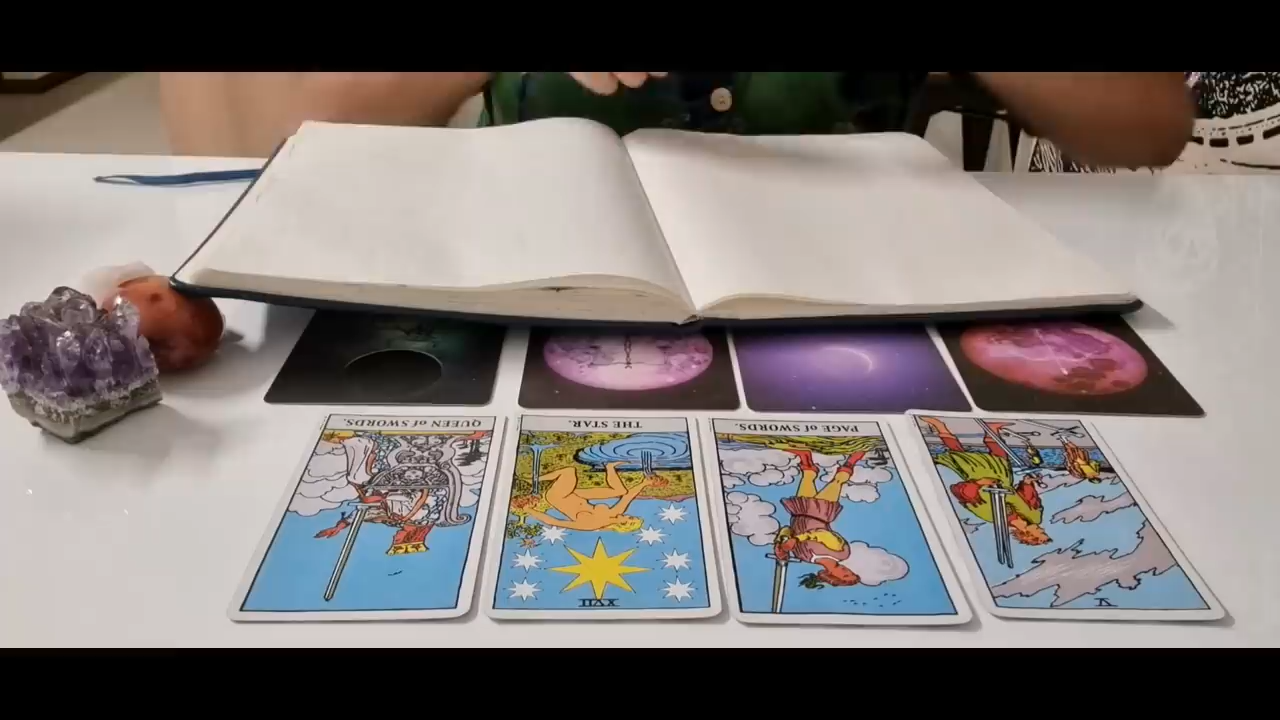 QUEEN of SWORDS.
THE STAR.
PAGE of SWORDS.
XVII
V